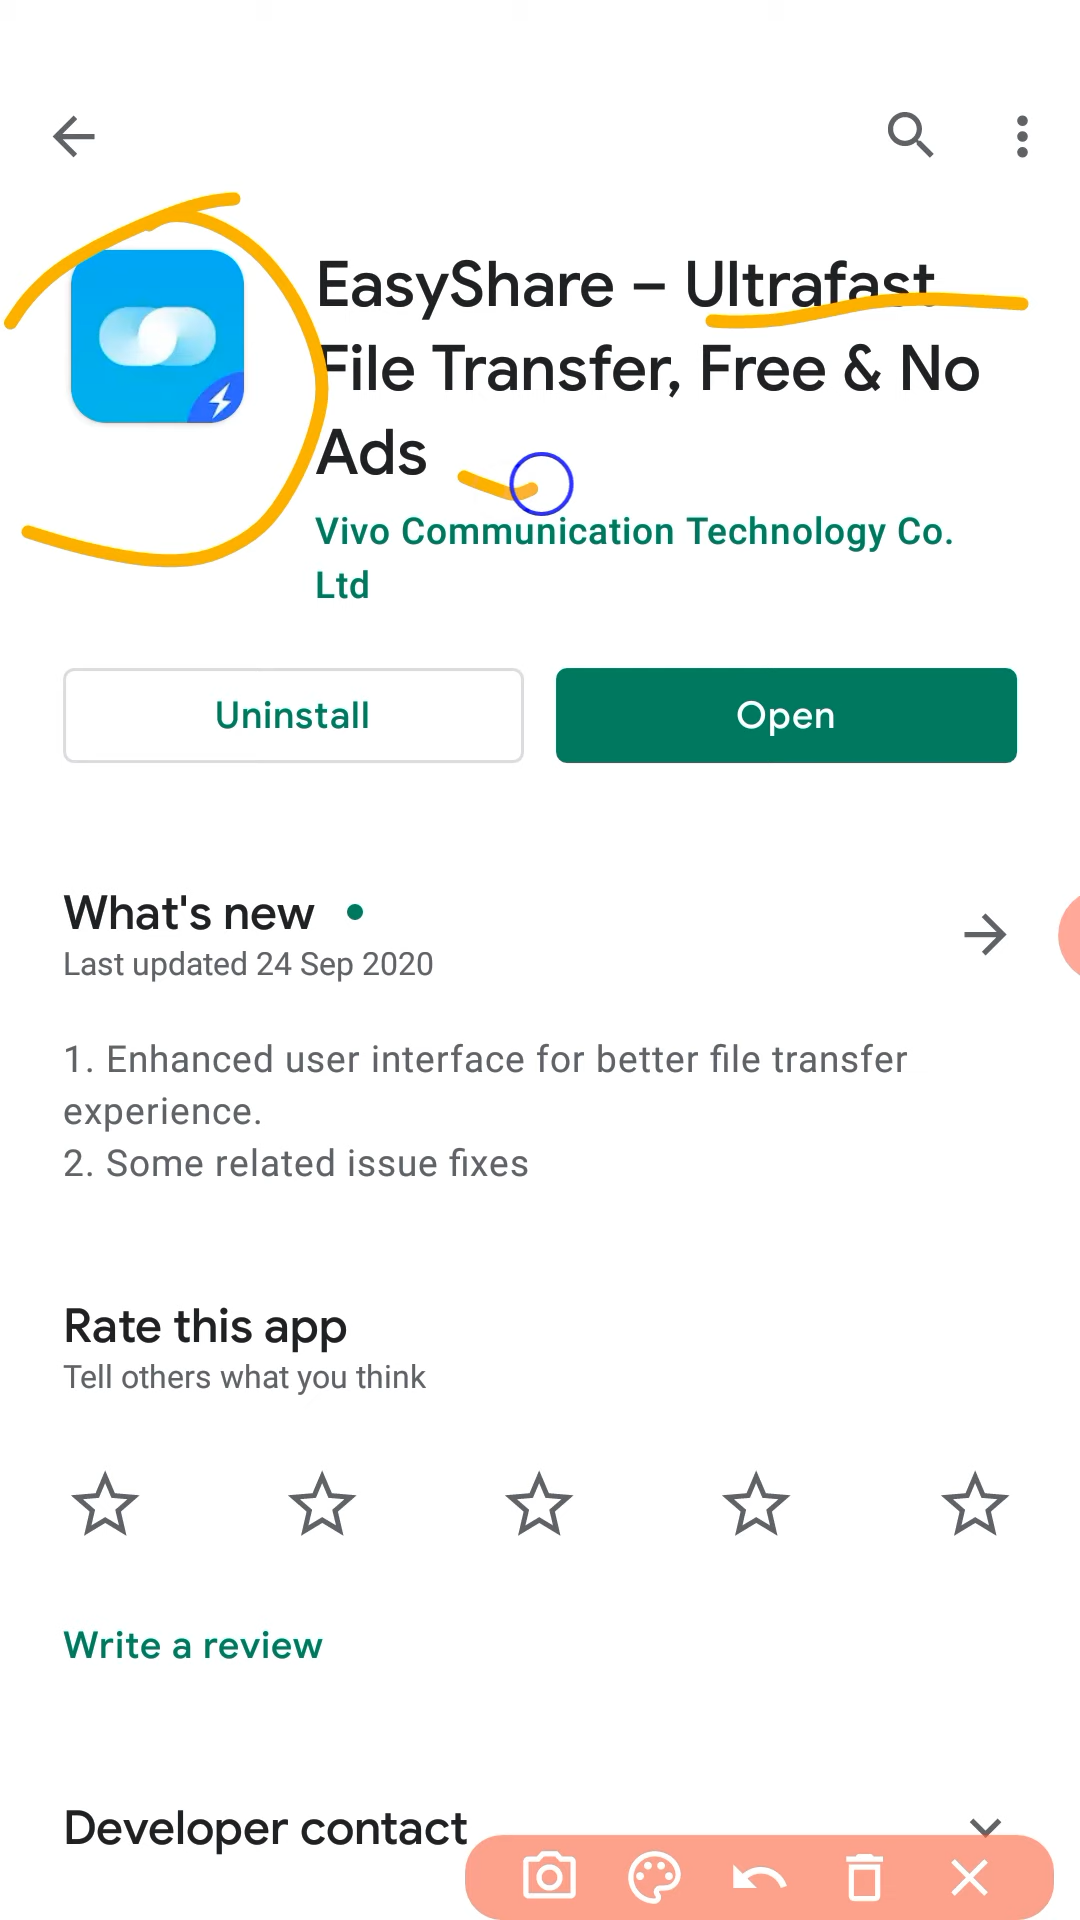 EasyShare – Ultrafast
File Transfer, Free & No
Ads
Vivo Communication Technology Co.
Ltd
Uninstall
Open
What's new
Last updated 24 Sep 2020
1. Enhanced user interface for better file transfer
experience.
2. Some related issue fixes
Rate this app
Tell others what you think
Write a review
Developer contact